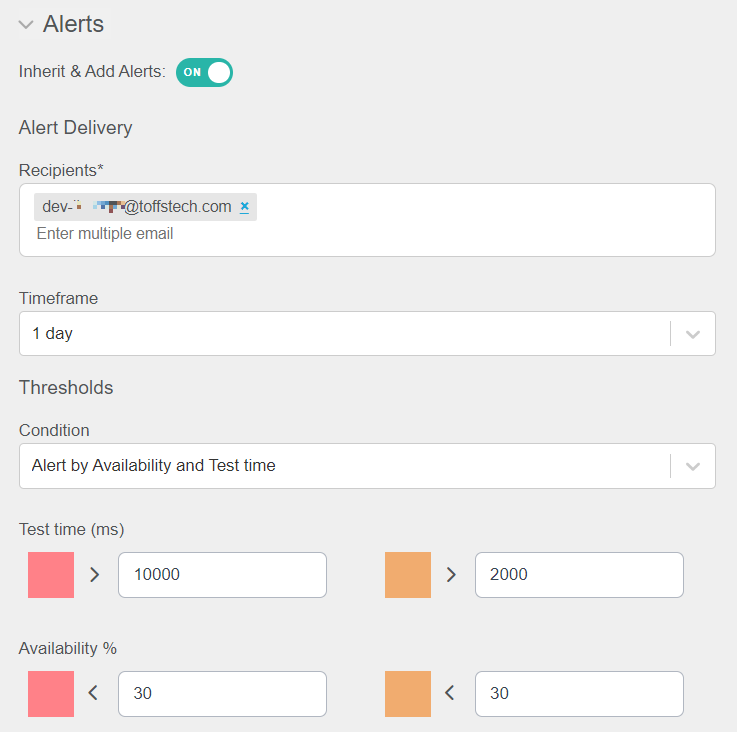 Alerts
Inherit & Add Alerts: ON
Alert Delivery
Recipients*
dev- @toffstech.com ×
Enter multiple email
Timeframe
1 day
Thresholds
Condition
Alert by Availability and Test time
Test time (ms)
> 10000 > 2000
Availability %
< 30 < 30